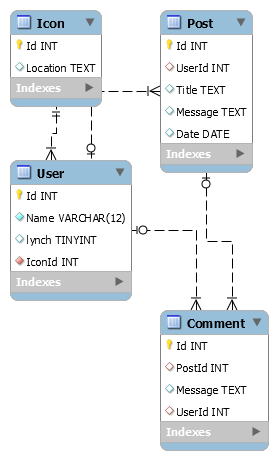 Icon
Id INT
Location TEXT
Indexes
Post
Id INT
UserId INT
Title TEXT
Message TEXT
Date DATE
Indexes
User
Id INT
Name VARCHAR(12)
lynch TINYINT
IconId INT
Indexes
Comment
Id INT
PostId INT
Message TEXT
UserId INT
Indexes